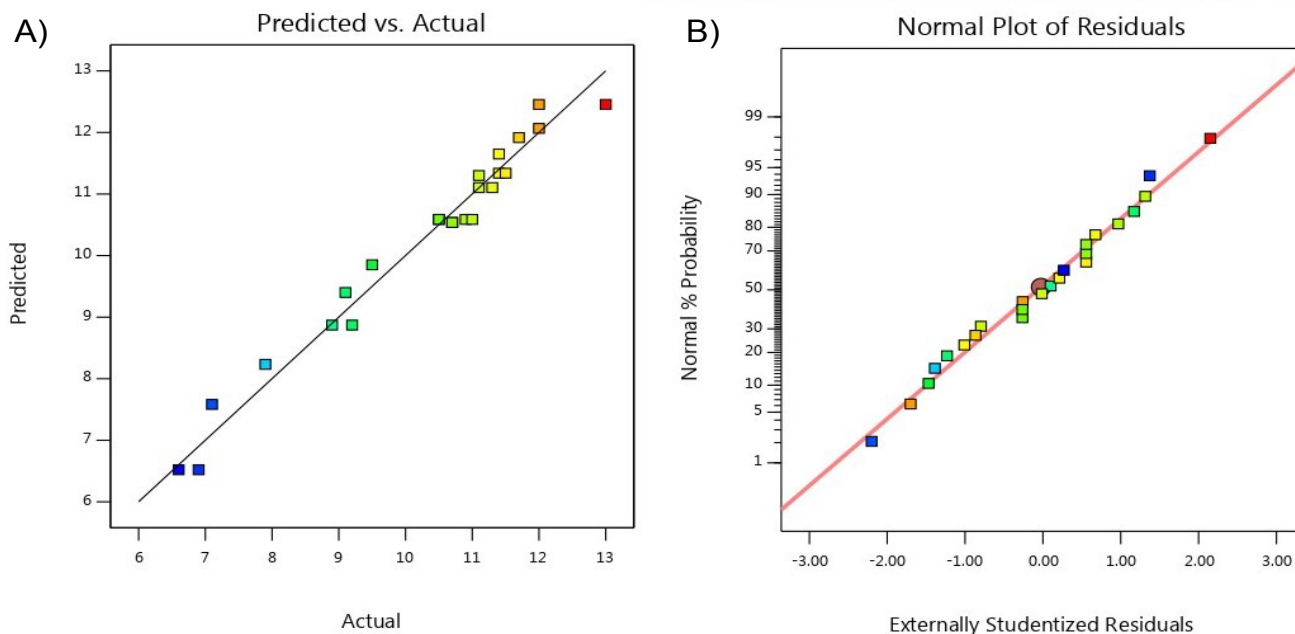 A)
Predicted vs. Actual
Predicted
13
12
11
10
9
8
7
6
6 7 8 9 10 11 12 13
Actual
B)
Normal Plot of Residuals
Normal % Probability
99
95
90
80
70
50
30
20
10
5
1
-3.00 -2.00 -1.00 0.00 1.00 2.00 3.00
Externally Studentized Residuals